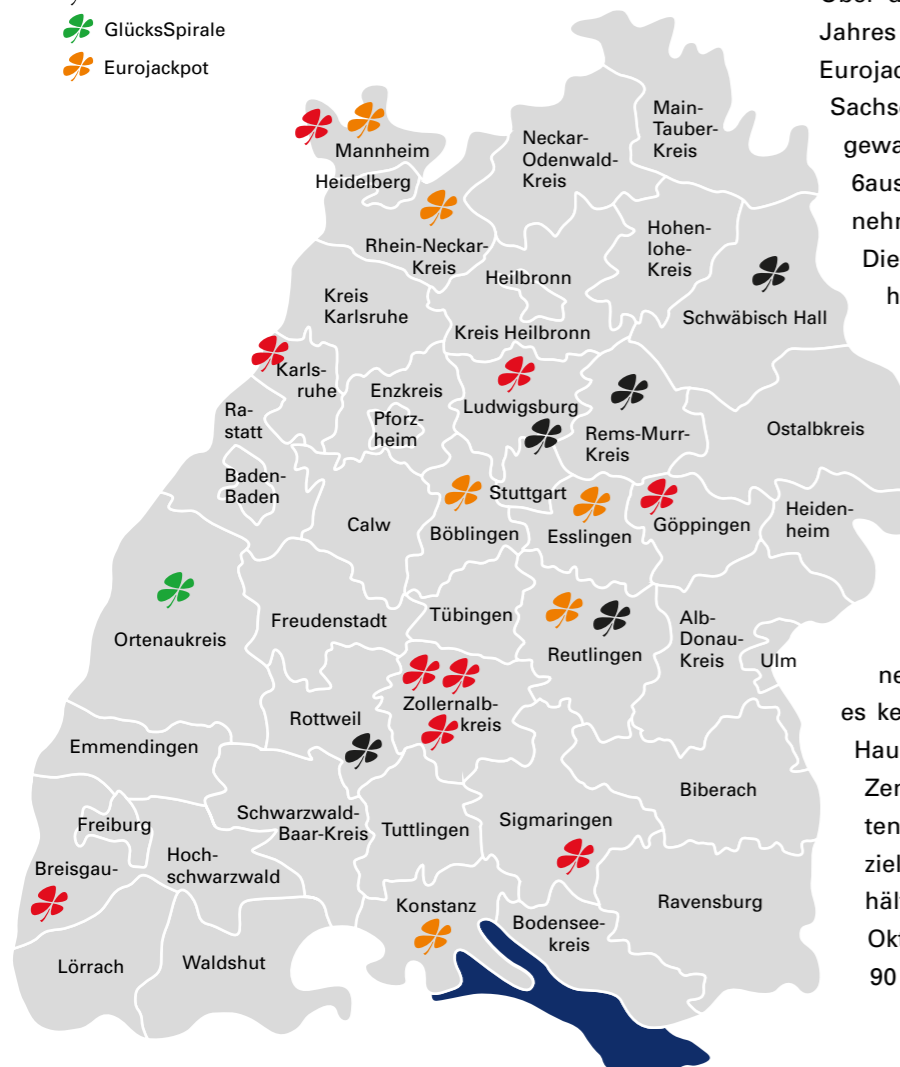 GlücksSpirale
Eurojackpot
Jahres
Eurojac
Sachse
gewa
6aus
nehm
Die
h
Main-
Tauber-
Kreis
Neckar-
Odenwald-
Kreis
Mannheim
Heidelberg
Rhein-Neckar-
Kreis
Hohen-
lohe-
Kreis
Heilbronn
Schwäbisch Hall
Kreis
Karlsruhe
Kreis Heilbronn
Karls-
ruhe
Enzkreis
Pforz-
heim
Ludwigsburg
Ra-
statt
Rems-Murr-
Kreis
Ostalbkreis
Baden-
Baden
Stuttgart
Calw
Böblingen
Esslingen
Göppingen
Heiden-
heim
Ortenaukreis
Freudenstadt
Tübingen
Reutlingen
Alb-
Donau-
Kreis
Ulm
Zollernalb-
kreis
Rottweil
Emmendingen
Biberach
Schwarzwald-
Baar-Kreis
Tuttlingen
Sigmaringen
Freiburg
Breisgau-
Hoch-
schwarzwald
Konstanz
Bodensee-
kreis
Ravensburg
Lörrach
Waldshut
ne
es ke
Hau
Zen
ten
ziel
hält
Okt
90